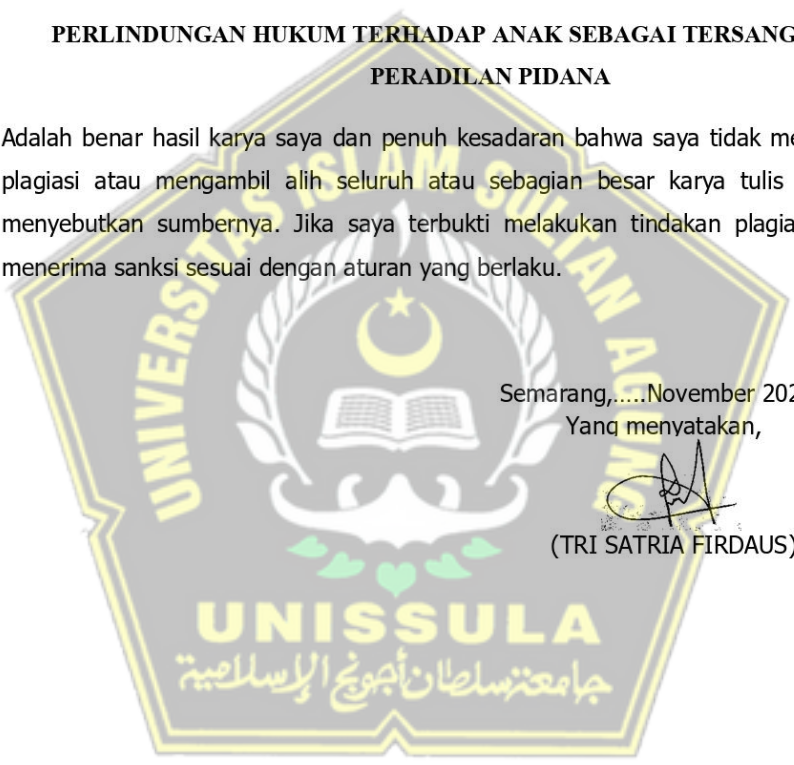 PERLINDUNGAN HUKUM TERHADAP ANAK SEBAGAI TERSANG
PERADILAN PIDANA
Adalah benar hasil karya saya dan penuh kesadaran bahwa saya tidak me
plagiasi atau mengambil alih seluruh atau sebagian besar karya tulis
menyebutkan sumbernya. Jika saya terbukti melakukan tindakan plagia
menerima sanksi sesuai dengan aturan yang berlaku.
UNIVERSITAS ISLAM SULTAN AGUNG
Semarang,.....November 202
Yang menyatakan,
(TRI SATRIA FIRDAUS)
UNISSULA
جامعتسلطان أجونج الإسلامية